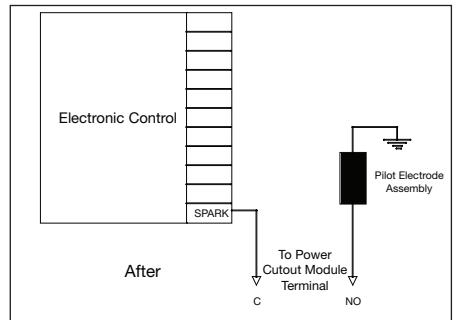 Electronic Control
SPARK
Pilot Electrode
Assembly
After
To Power
Cutout Module
Terminal
C
NO